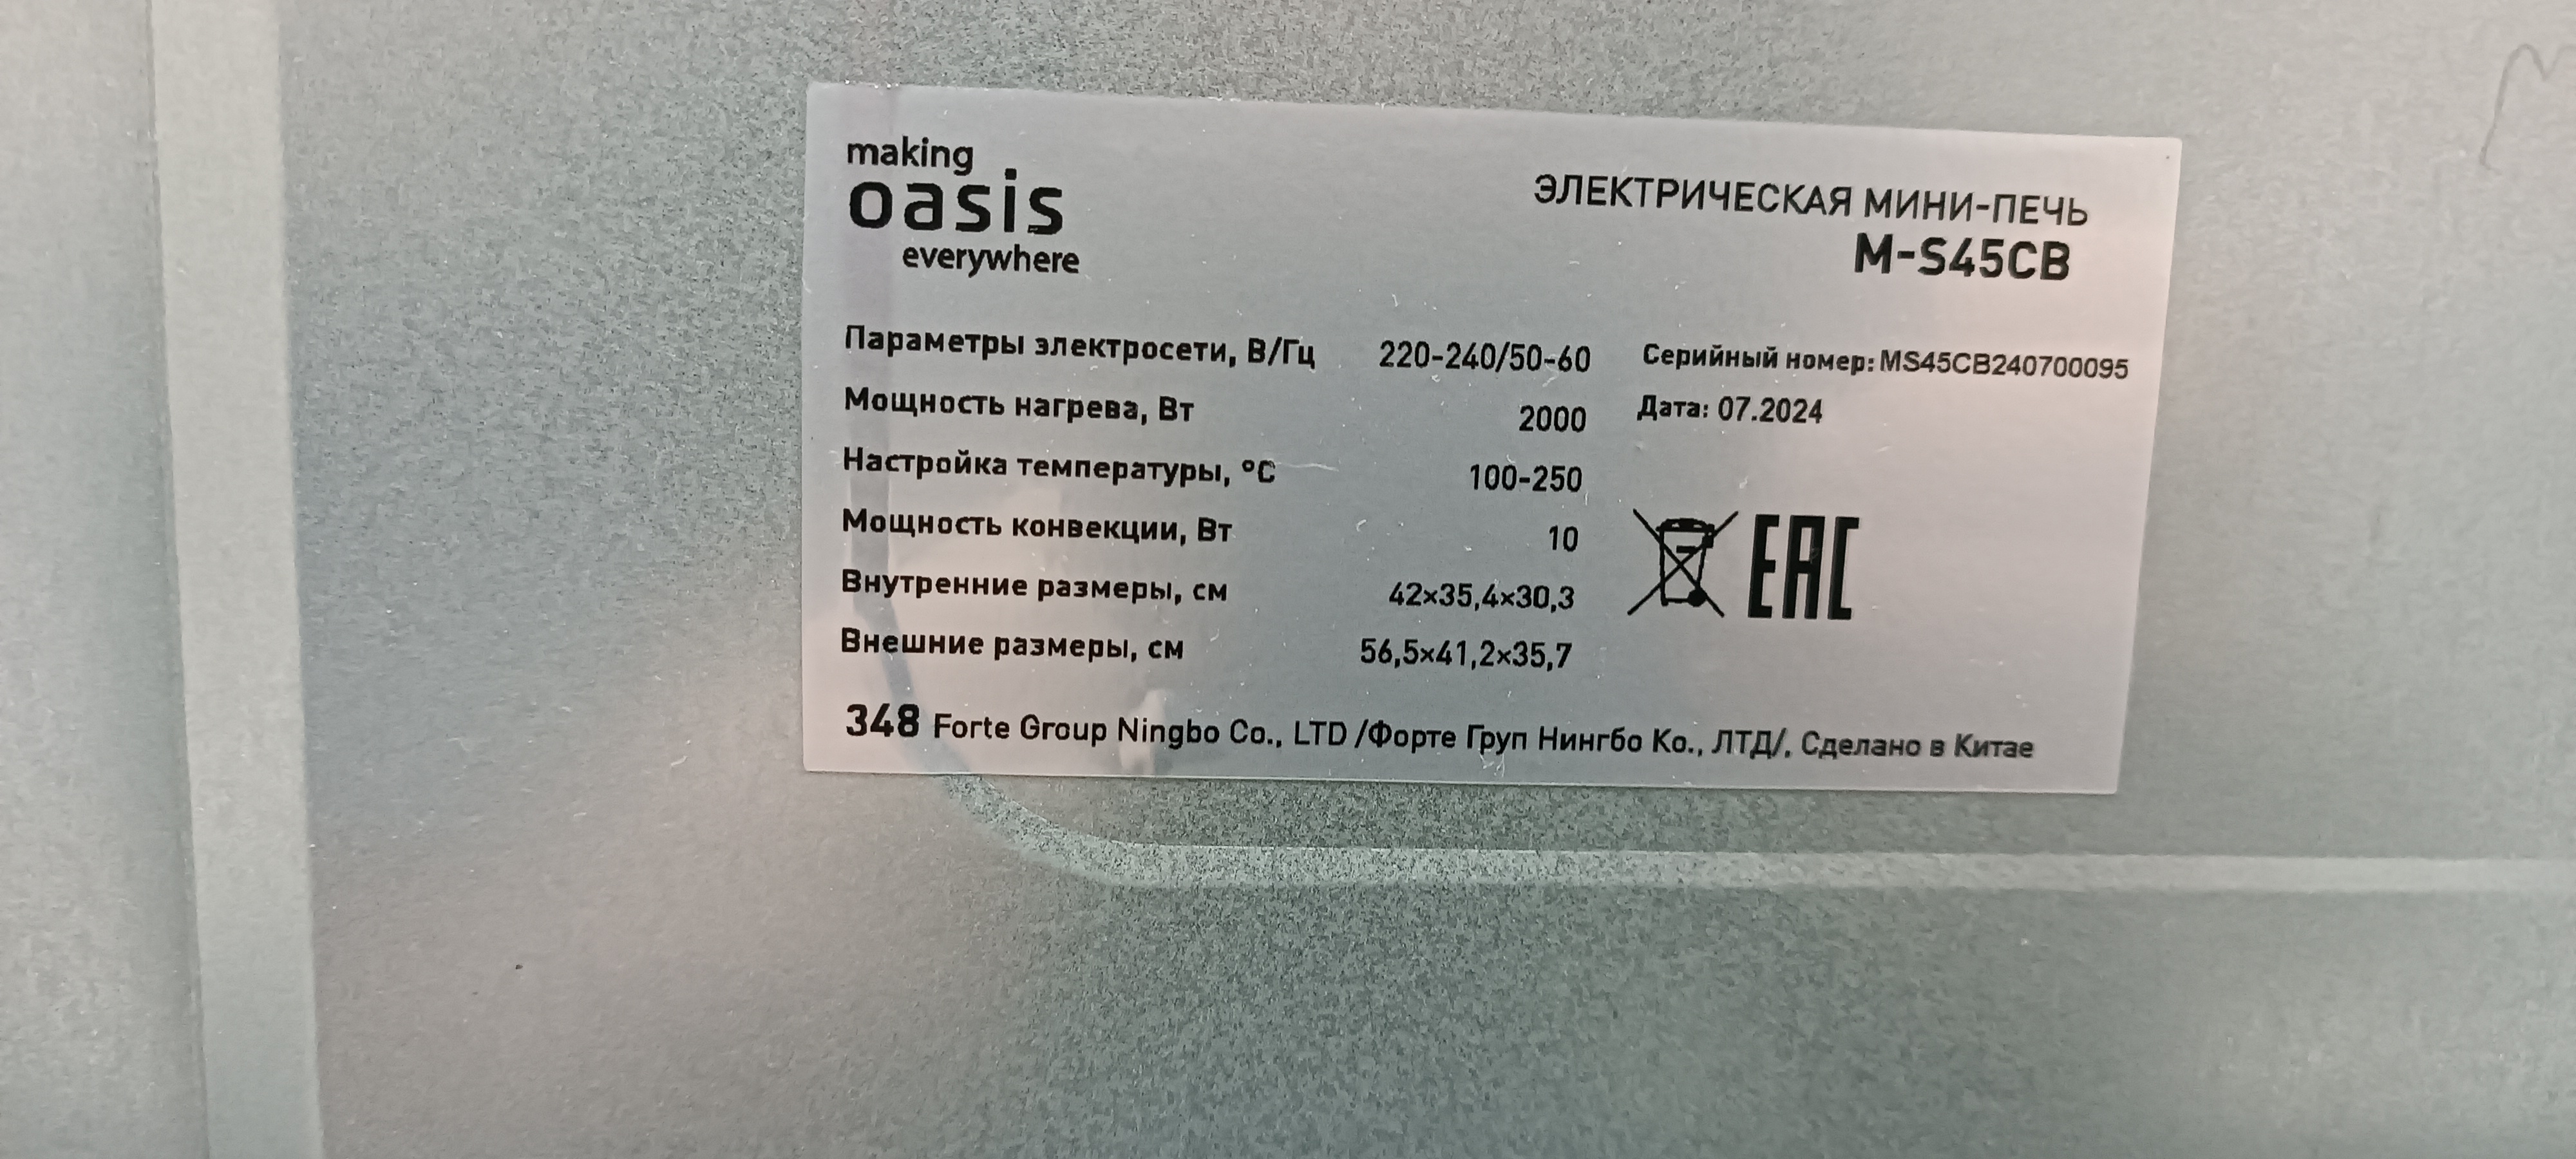 making
oasis
everywhere
ЭЛЕКТРИЧЕСКАЯ МИНИ-ПЕЧЬ
M-S45CB
Параметры электросети, В/Гц 220-240/50-60
Мощность нагрева, Вт 2000
Настройка температуры, °C 100-250
Мощность конвекции, Вт 10
Внутренние размеры, см 42×35,4×30,3
Внешние размеры, см 56,5×41,2×35,7
Серийный номер: MS45CB240700095
Дата: 07.2024
EAC
348 Forte Group Ningbo Co., LTD /Форте Груп Нингбо Ко., ЛТД/, Сделано в Китае